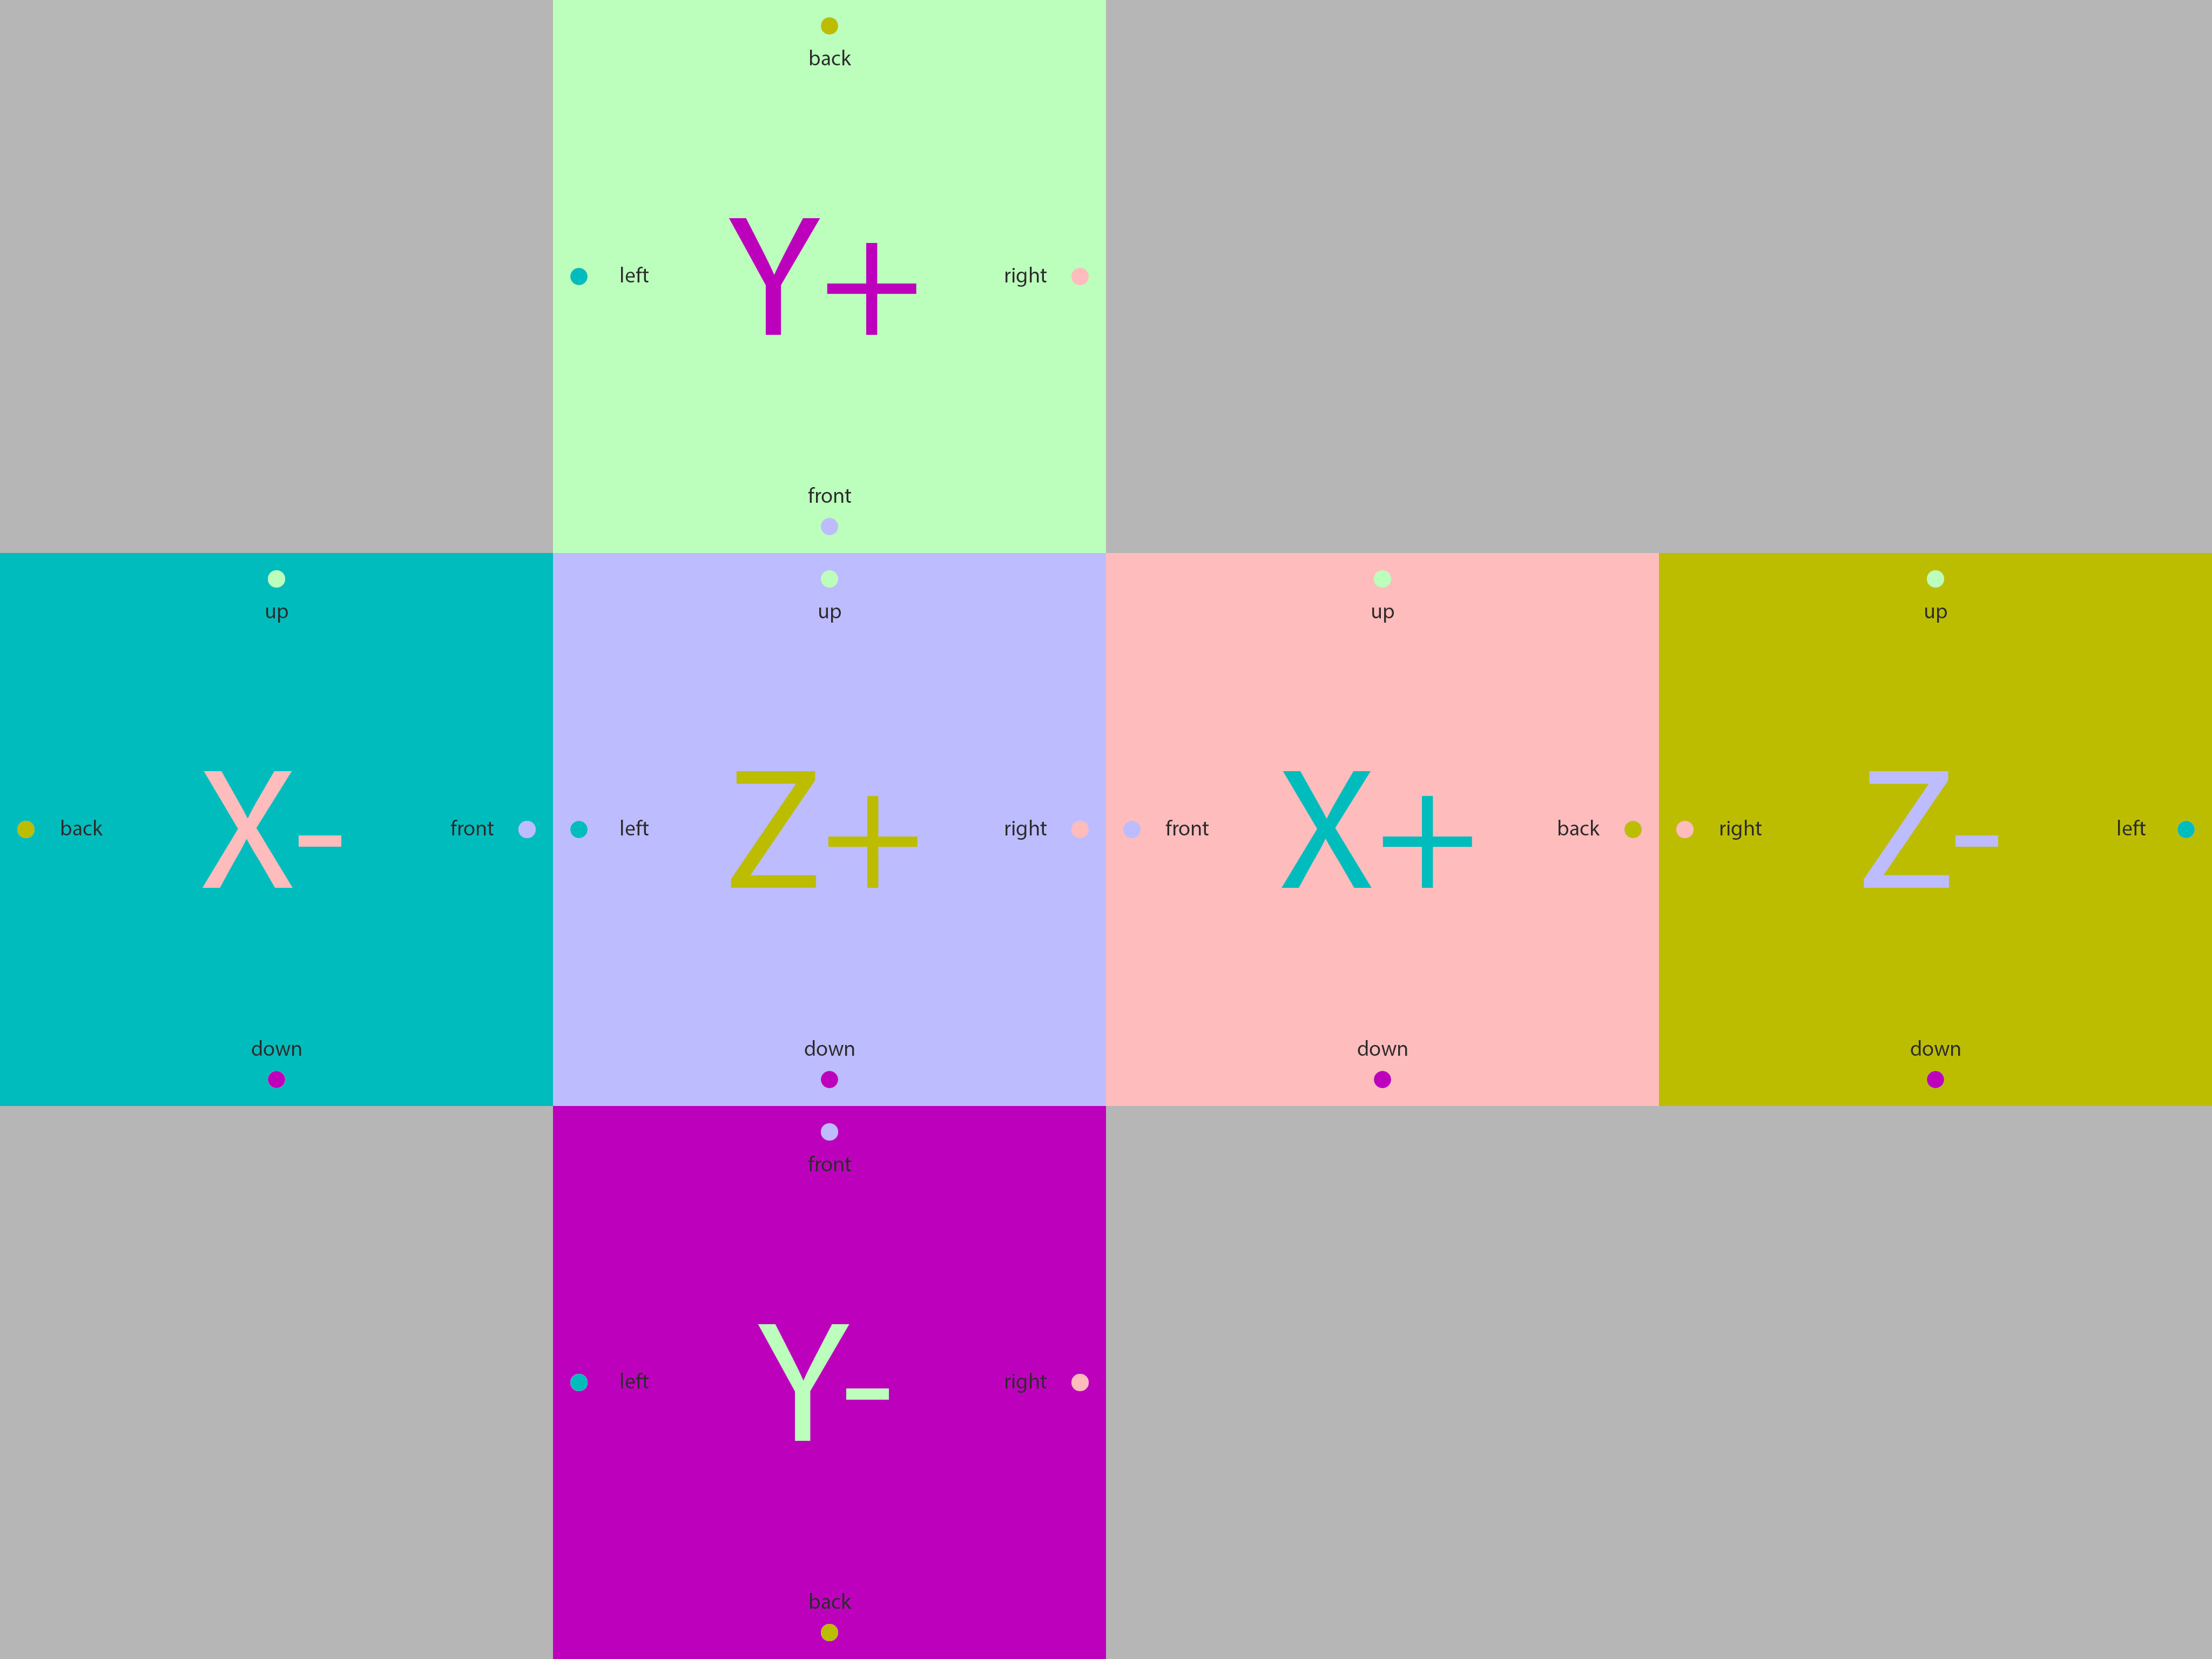 back
left Y+ right
front
up
back X- front
down
up
left Z+ right
down
up
front X+ back
down
up
right Z- left
down
front
left Y- right
back